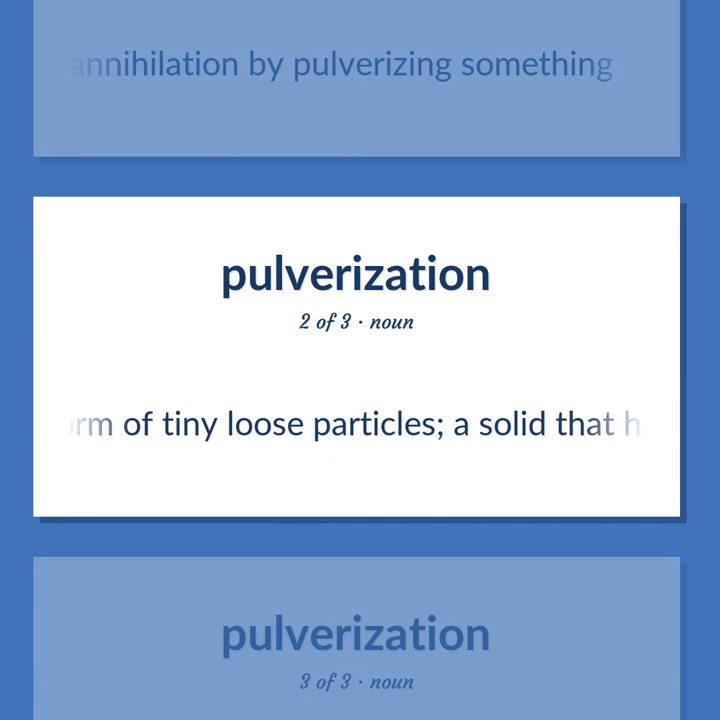 annihilation by pulverizing something
pulverization
2 of 3 · noun
of tiny loose particles; a solid that
pulverization
3 of 3 · noun